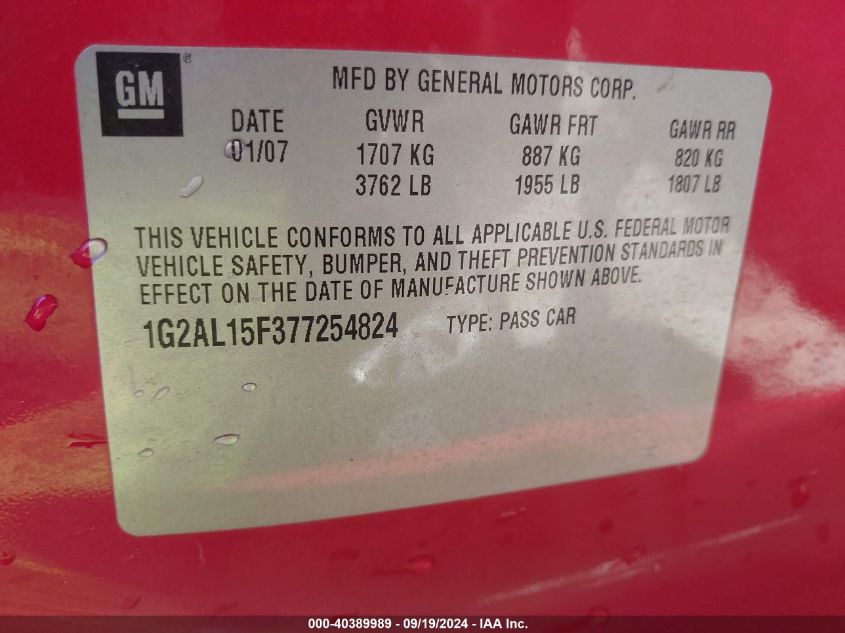 GM®
MFD BY GENERAL MOTORS CORP.
DATE GVWR GAWR FRT GAWR RR
01/07 1707 KG 887 KG 820 KG
3762 LB 1955 LB 1807 LB
THIS VEHICLE CONFORMS TO ALL APPLICABLE U.S. FEDERAL MOTOR
VEHICLE SAFETY, BUMPER, AND THEFT PREVENTION STANDARDS IN
EFFECT ON THE DATE OF MANUFACTURE SHOWN ABOVE.
1G2AL15F377254824 TYPE: PASS CAR
000-40389989 - 09/19/2024 - IAA Inc.